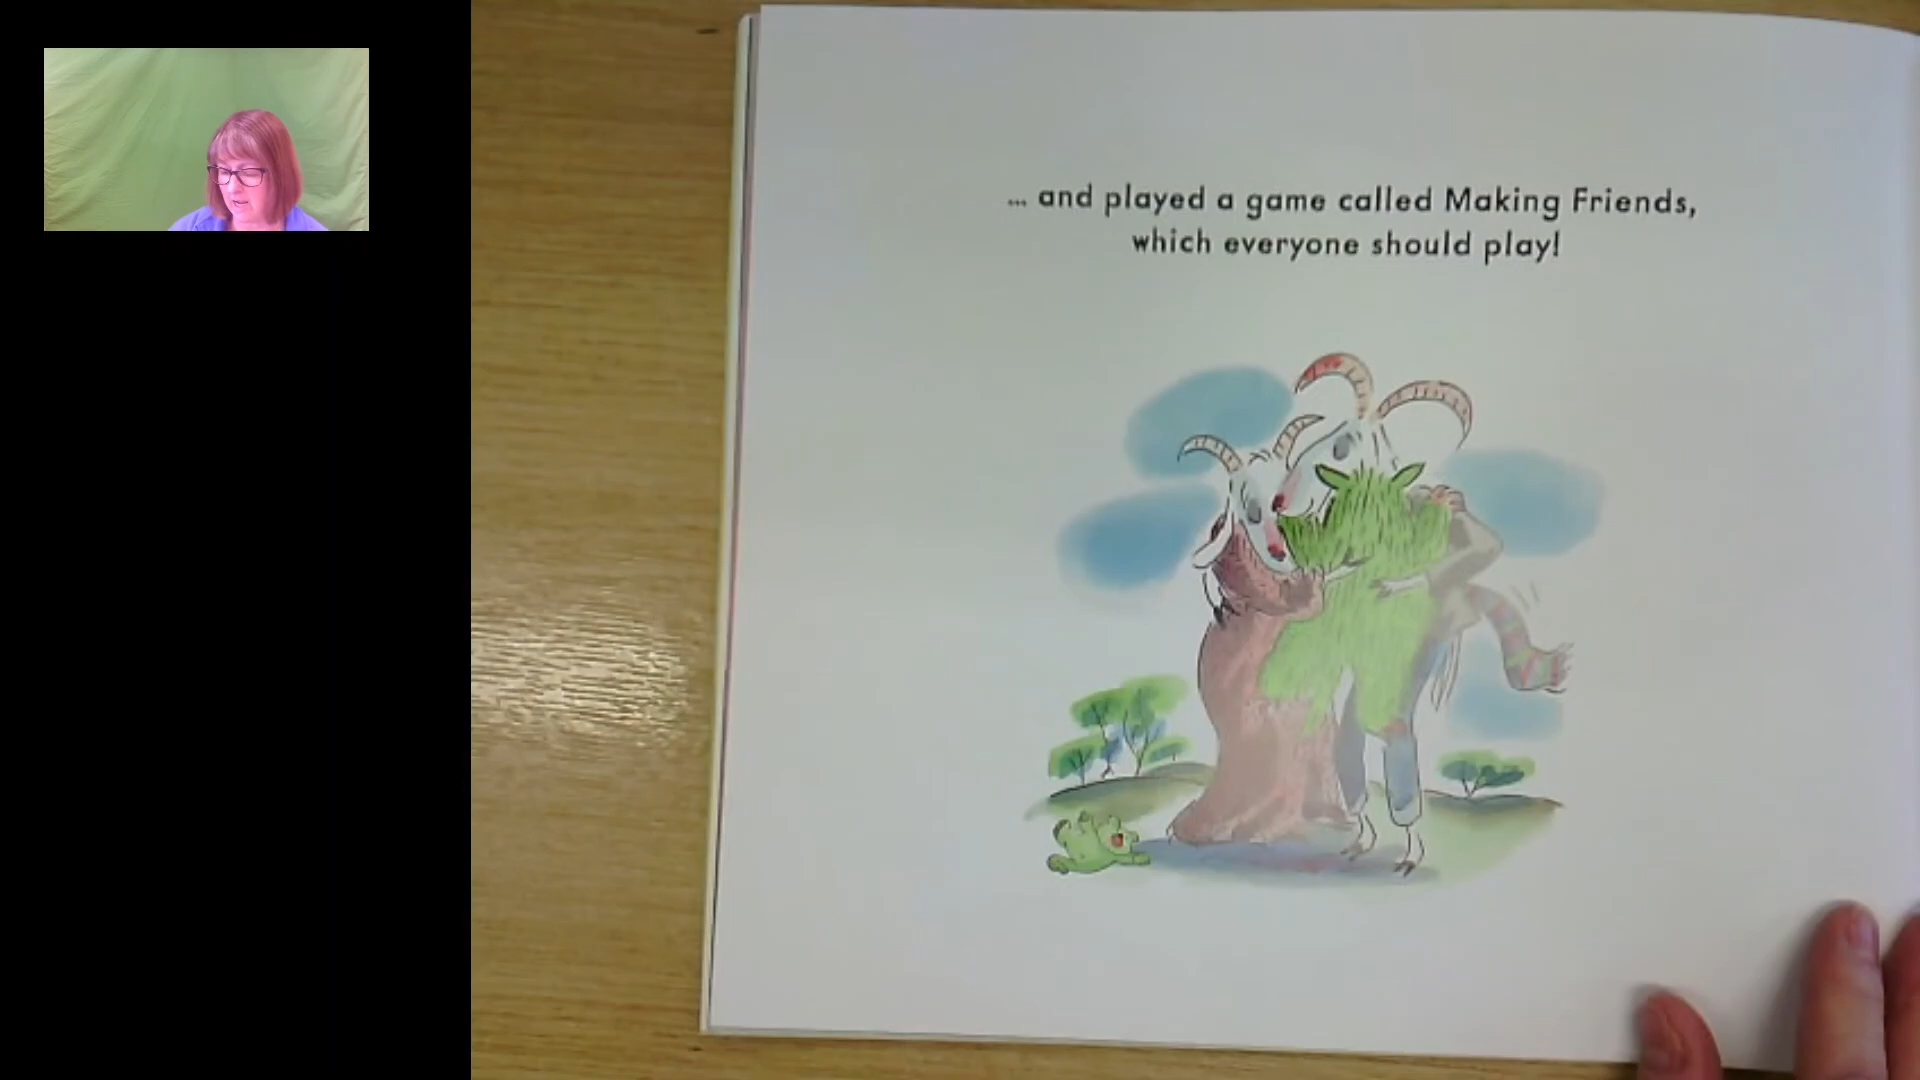 ... and played a game called Making Friends,
which everyone should play!